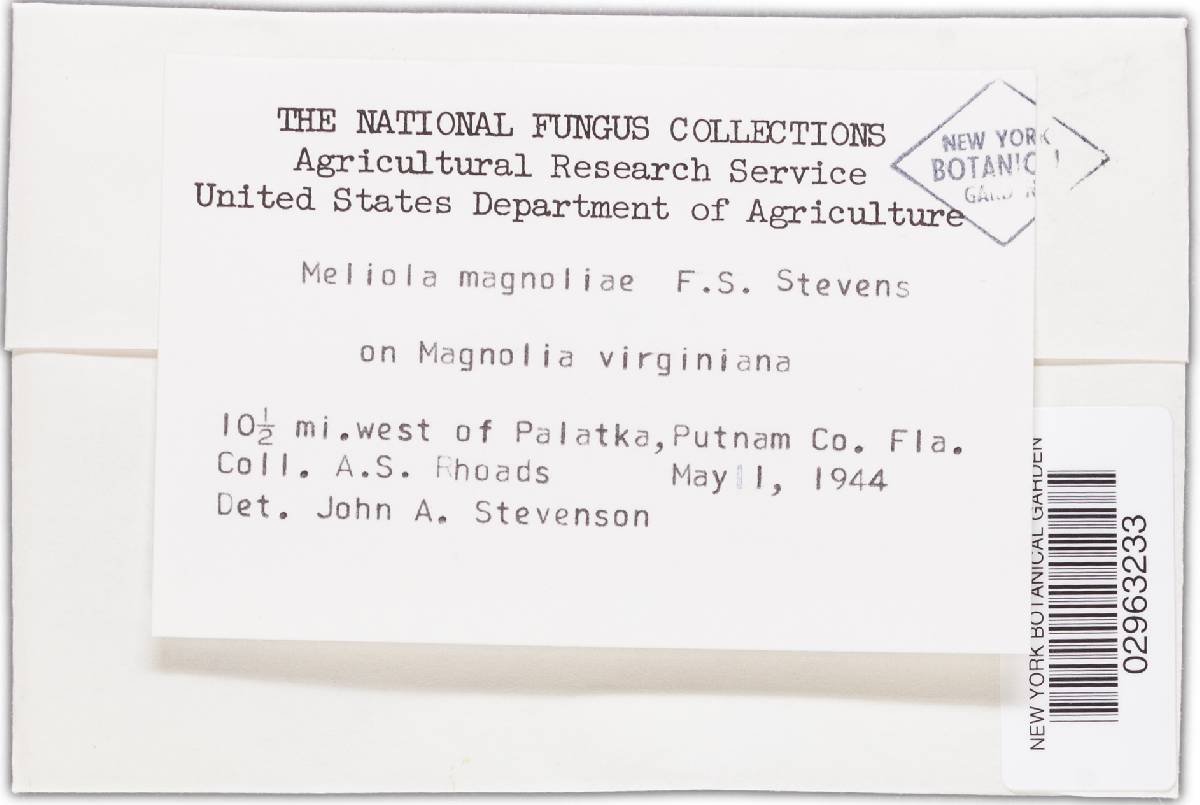 THE NATIONAL FUNGUS COLLECTIONS
Agricultural Research Service
United States Department of Agriculture
NEW YORK
BOTANIC
Meliola magnoliae F.S. Stevens
on Magnolia virginiana
10½ mi.west of Palatka,Putnam Co. Fla.
Coll. A.S. Rhoads May 11, 1944
Det. John A. Stevenson
NEW YORK BOTANICAL GARDEN
02963233